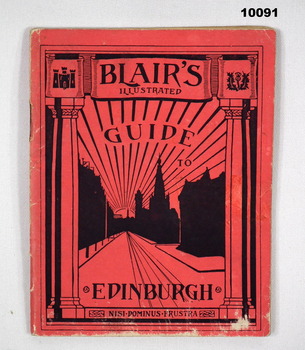 10091
BLAIR'S
ILLUSTRATED
GUIDE
TO
EDINBURGH
NISI·DOMINUS·FRUSTRA